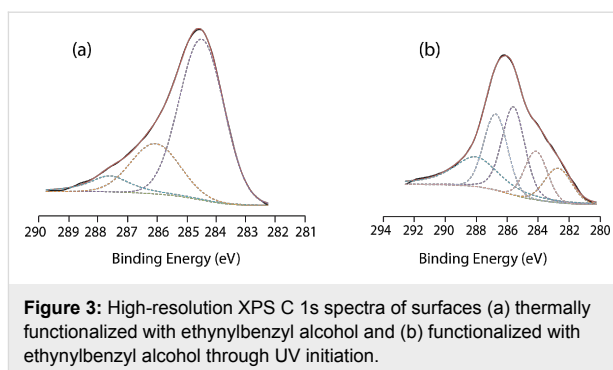 (a)
(b)
290 289 288 287 286 285 284 283 282 281
Binding Energy (eV)
294 292 290 288 286 284 282 280
Binding Energy (eV)
Figure 3: High-resolution XPS C 1s spectra of surfaces (a) thermally
functionalized with ethynylbenzyl alcohol and (b) functionalized with
ethynylbenzyl alcohol through UV initiation.